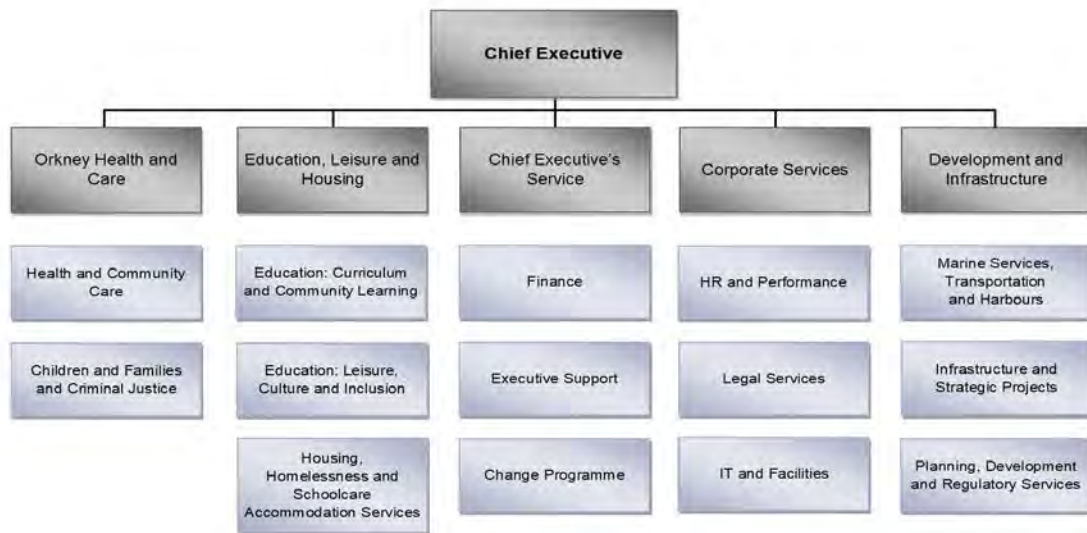 Chief Executive
Orkney Health and
Care
Education, Leisure and
Housing
Chief Executive's
Service
Corporate Services
Development and
Infrastructure
Health and Community
Care
Education: Curriculum
and Community Learning
Finance
HR and Performance
Marine Services,
Transportation
and Harbours
Children and Families
and Criminal Justice
Education: Leisure,
Culture and Inclusion
Executive Support
Legal Services
Infrastructure and
Strategic Projects
Housing,
Homelessness and
Schoolcare
Accommodation Services
Change Programme
IT and Facilities
Planning, Development
and Regulatory Services